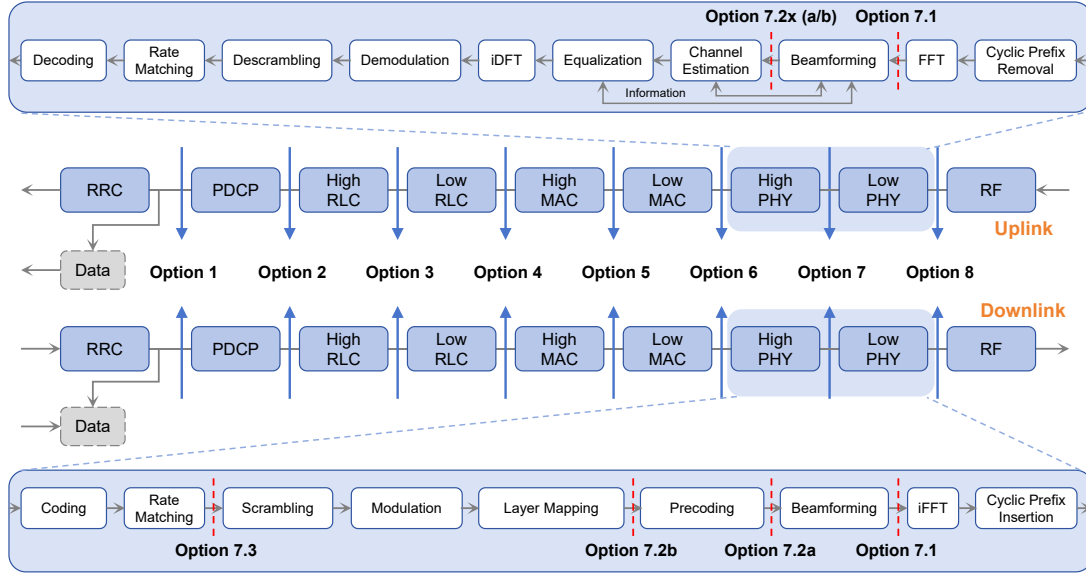 Option 7.2x (a/b)
Option 7.1
Decoding
Rate
Matching
Descrambling
Demodulation
iDFT
Equalization
Channel
Estimation
Beamforming
FFT
Cyclic Prefix
Removal
Information
RRC
PDCP
High
RLC
Low
RLC
High
MAC
Low
MAC
High
PHY
Low
PHY
RF
Uplink
Data
Option 1
Option 2
Option 3
Option 4
Option 5
Option 6
Option 7
Option 8
Downlink
RRC
PDCP
High
RLC
Low
RLC
High
MAC
Low
MAC
High
PHY
Low
PHY
RF
Data
Coding
Rate
Matching
Scrambling
Modulation
Layer Mapping
Precoding
Beamforming
iFFT
Cyclic Prefix
Insertion
Option 7.3
Option 7.2b
Option 7.2a
Option 7.1